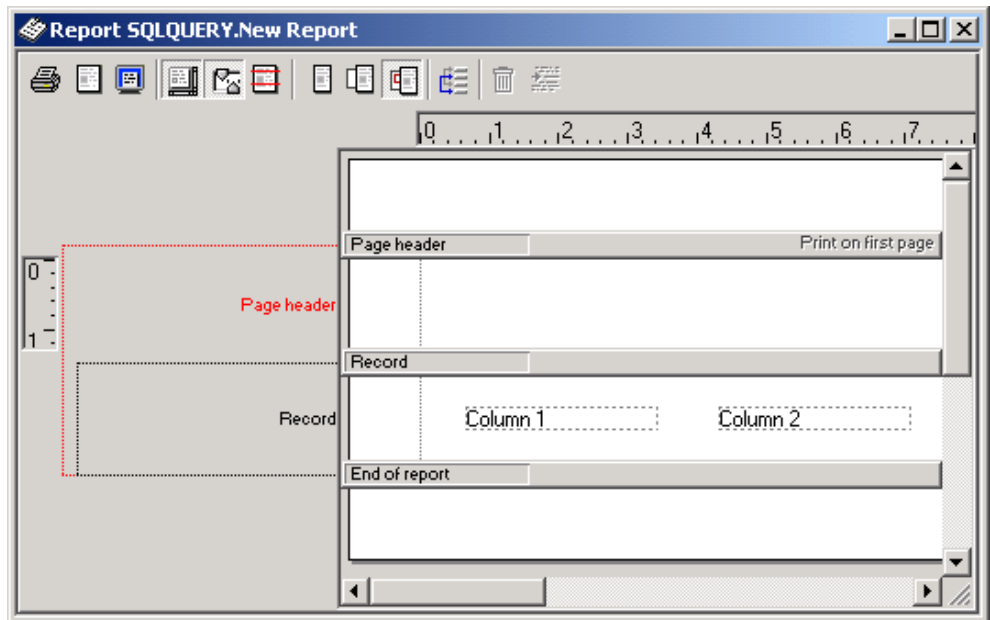 Report SQLQUERY.New Report
0 1 2 3 4 5 6 7
Page header Print on first page
0
Page header
1
Record
Record Column 1 Column 2
End of report